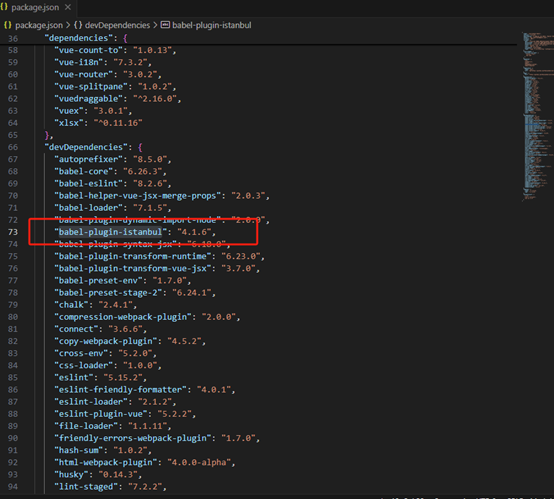 package.json ×
package.json > {} devDependencies > babel-plugin-istanbul
36 "dependencies": {
58 "vue-count-to": "1.0.13",
59 "vue-i18n": "7.3.2",
60 "vue-router": "3.0.2",
61 "vue-splitpane": "1.0.2",
62 "vuedraggable": "^2.16.0",
63 "vuex": "3.0.1",
64 "xlsx": "^0.11.16"
65 },
66 "devDependencies": {
67 "autoprefixer": "8.5.0",
68 "babel-core": "6.26.3",
69 "babel-eslint": "8.2.6",
70 "babel-helper-vue-jsx-merge-props": "2.0.3",
71 "babel-loader": "7.1.5",
72 "babel-plugin-dynamic-import-node": "2.0.0",
73 "babel-plugin-istanbul": "4.1.6",
74 "babel-plugin-syntax-jsx": "6.18.0",
75 "babel-plugin-transform-runtime": "6.23.0",
76 "babel-plugin-transform-vue-jsx": "3.7.0",
77 "babel-preset-env": "1.7.0",
78 "babel-preset-stage-2": "6.24.1",
79 "chalk": "2.4.1",
80 "compression-webpack-plugin": "2.0.0",
81 "connect": "3.6.6",
82 "copy-webpack-plugin": "4.5.2",
83 "cross-env": "5.2.0",
84 "css-loader": "1.0.0",
85 "eslint": "5.15.2",
86 "eslint-friendly-formatter": "4.0.1",
87 "eslint-loader": "2.1.2",
88 "eslint-plugin-vue": "5.2.2",
89 "file-loader": "1.1.11",
90 "friendly-errors-webpack-plugin": "1.7.0",
91 "hash-sum": "1.0.2",
92 "html-webpack-plugin": "4.0.0-alpha",
93 "husky": "0.14.3",
94 "lint-staged": "7.2.2",